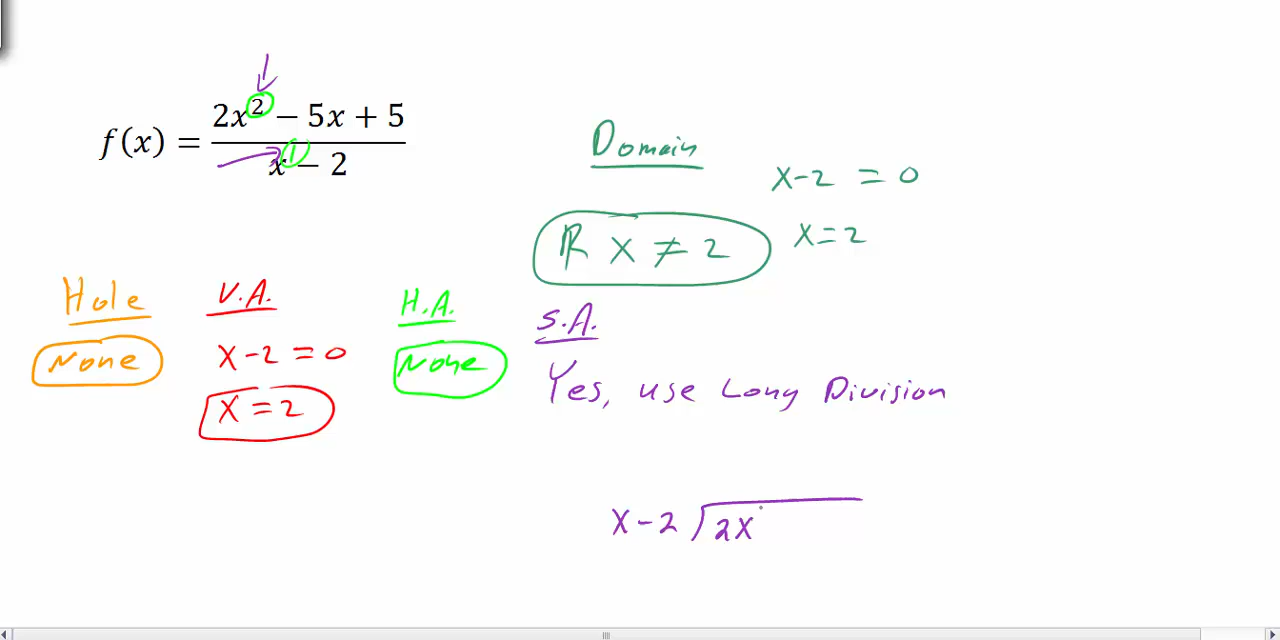 f(x) = (2x² − 5x + 5)/(x¹ − 2)
Domain
x-2 = 0
ℝ x ≠ 2
x=2
Hole
V.A.
H.A.
S.A.
None
x-2 = 0
None
Yes, use Long Division
x = 2
x-2 2x